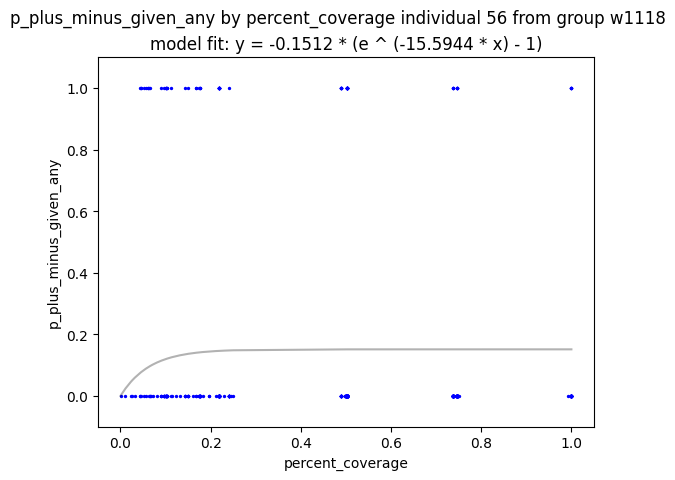 p_plus_minus_given_any by percent_coverage individual 56 from group w1118
model fit: y = -0.1512 * (e ^ (-15.5944 * x) - 1)
1.0
0.8
0.6
0.4
0.2
0.0
p_plus_minus_given_any
0.0 0.2 0.4 0.6 0.8 1.0
percent_coverage